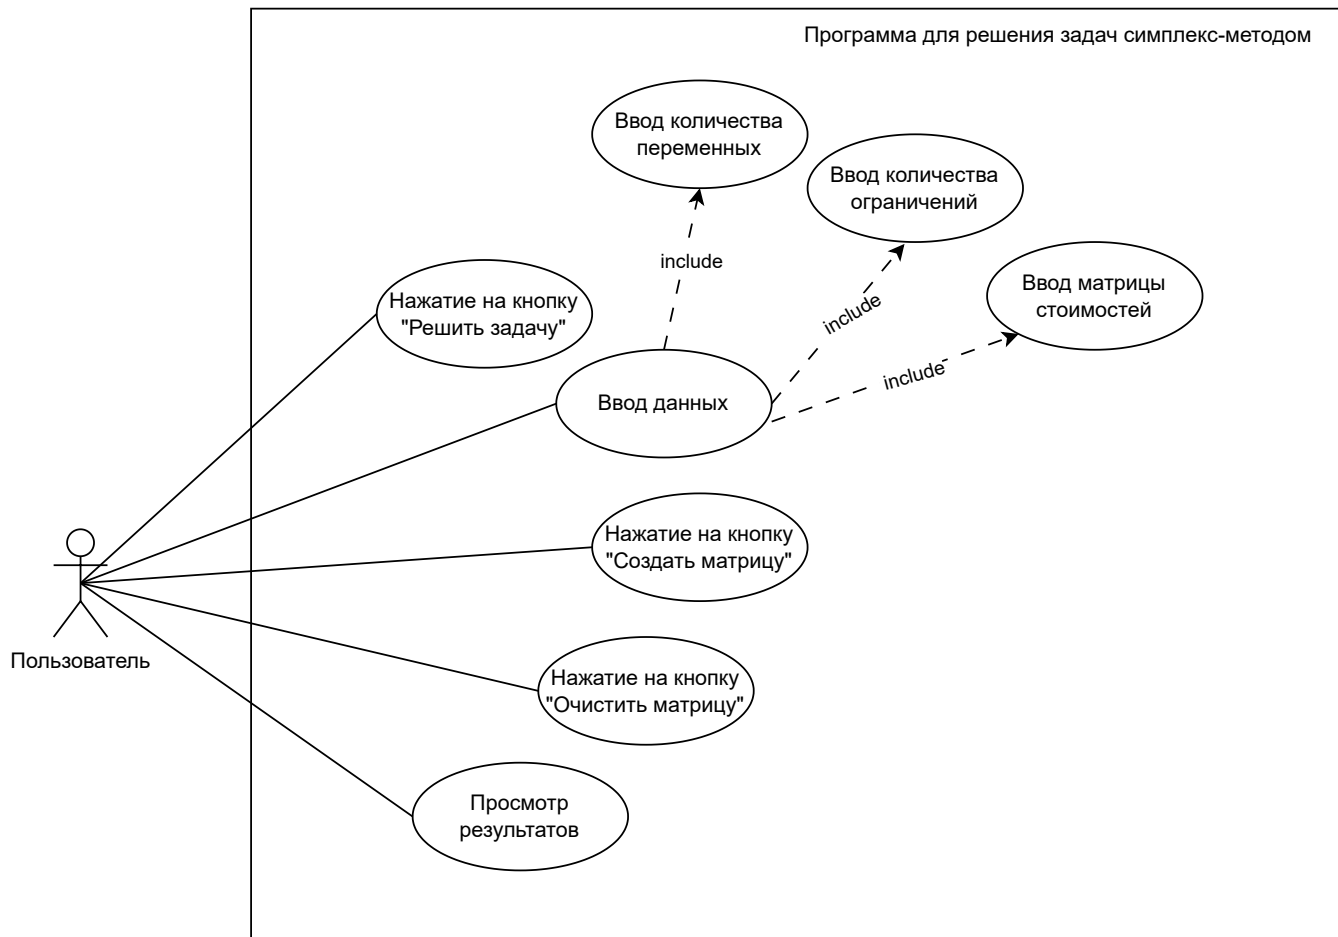 Программа для решения задач симплекс-методом
Ввод количества
переменных
Ввод количества
ограничений
include
Ввод матрицы
стоимостей
Нажатие на кнопку
"Решить задачу"
include
include
Ввод данных
Нажатие на кнопку
"Создать матрицу"
Пользователь
Нажатие на кнопку
"Очистить матрицу"
Просмотр
результатов